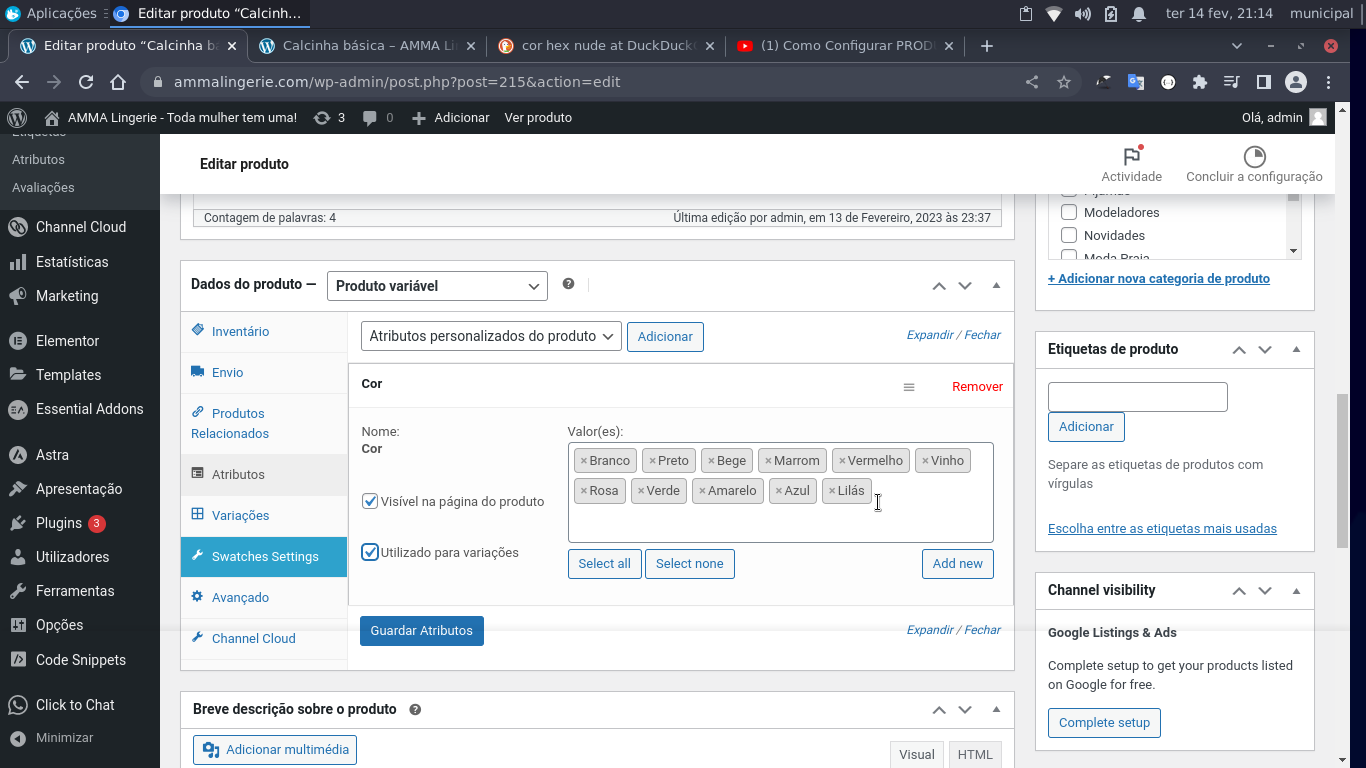 Aplicações
Editar produto “Calcinh...
ter 14 fev, 21:14
municipal
Editar produto “Calcinha b
Calcinha básica – AMMA Li
cor hex nude at DuckDuck
(1) Como Configurar PROD
ammalingerie.com/wp-admin/post.php?post=215&action=edit
AMMA Lingerie - Toda mulher tem uma!
3
0
Adicionar
Ver produto
Olá, admin
Etiquetas
Atributos
Avaliações
Channel Cloud
Estatísticas
Marketing
Elementor
Templates
Essential Addons
Astra
Apresentação
Plugins 3
Utilizadores
Ferramentas
Opções
Code Snippets
Click to Chat
Minimizar
Editar produto
Actividade
Concluir a configuração
Contagem de palavras: 4
Última edição por admin, em 13 de Fevereiro, 2023 às 23:37
Dados do produto —
Produto variável
Inventário
Envio
Produtos
Relacionados
Atributos
Variações
Swatches Settings
Avançado
Channel Cloud
Atributos personalizados do produto
Adicionar
Expandir / Fechar
Cor
Remover
Nome:
Cor
Visível na página do produto
Utilizado para variações
Valor(es):
×Branco ×Preto ×Bege ×Marrom ×Vermelho ×Vinho
×Rosa ×Verde ×Amarelo ×Azul ×Lilás
Select all
Select none
Add new
Guardar Atributos
Expandir / Fechar
Breve descrição sobre o produto
Adicionar multimédia
Visual
HTML
Modeladores
Novidades
Moda Praia
+ Adicionar nova categoria de produto
Etiquetas de produto
Adicionar
Separe as etiquetas de produtos com
vírgulas
Escolha entre as etiquetas mais usadas
Channel visibility
Google Listings & Ads
Complete setup to get your products listed
on Google for free.
Complete setup